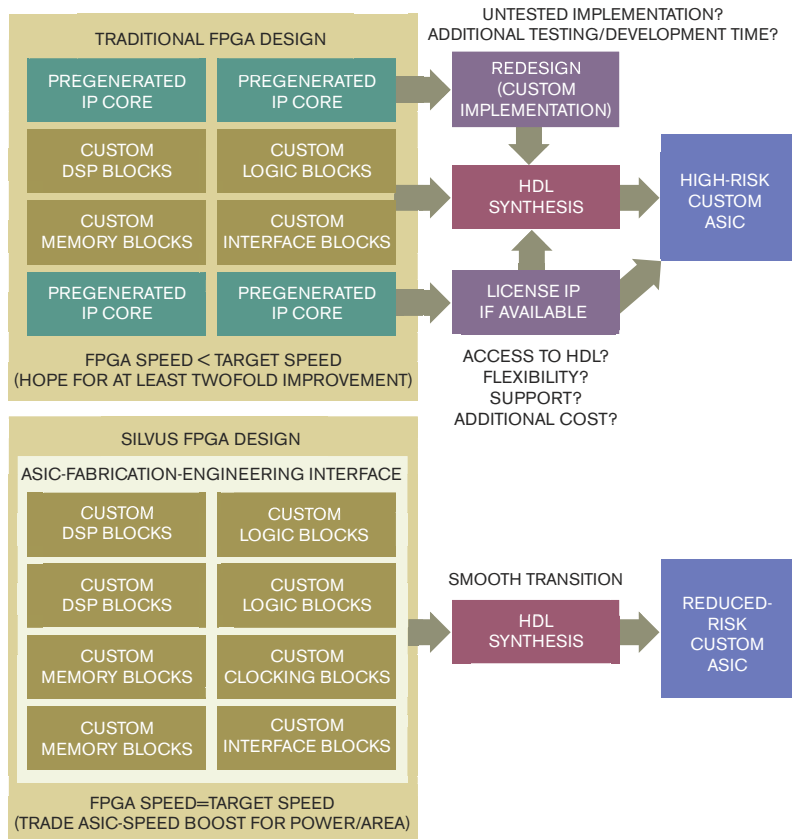 TRADITIONAL FPGA DESIGN
PREGENERATED
IP CORE
PREGENERATED
IP CORE
CUSTOM
DSP BLOCKS
CUSTOM
LOGIC BLOCKS
CUSTOM
MEMORY BLOCKS
CUSTOM
INTERFACE BLOCKS
PREGENERATED
IP CORE
PREGENERATED
IP CORE
FPGA SPEED < TARGET SPEED
(HOPE FOR AT LEAST TWOFOLD IMPROVEMENT)
UNTESTED IMPLEMENTATION?
ADDITIONAL TESTING/DEVELOPMENT TIME?
REDESIGN
(CUSTOM
IMPLEMENTATION)
HDL
SYNTHESIS
LICENSE IP
IF AVAILABLE
ACCESS TO HDL?
FLEXIBILITY?
SUPPORT?
ADDITIONAL COST?
HIGH-RISK
CUSTOM
ASIC
SILVUS FPGA DESIGN
ASIC-FABRICATION-ENGINEERING INTERFACE
CUSTOM
DSP BLOCKS
CUSTOM
LOGIC BLOCKS
CUSTOM
DSP BLOCKS
CUSTOM
LOGIC BLOCKS
CUSTOM
MEMORY BLOCKS
CUSTOM
CLOCKING BLOCKS
CUSTOM
MEMORY BLOCKS
CUSTOM
INTERFACE BLOCKS
FPGA SPEED=TARGET SPEED
(TRADE ASIC-SPEED BOOST FOR POWER/AREA)
SMOOTH TRANSITION
HDL
SYNTHESIS
REDUCED-
RISK
CUSTOM
ASIC